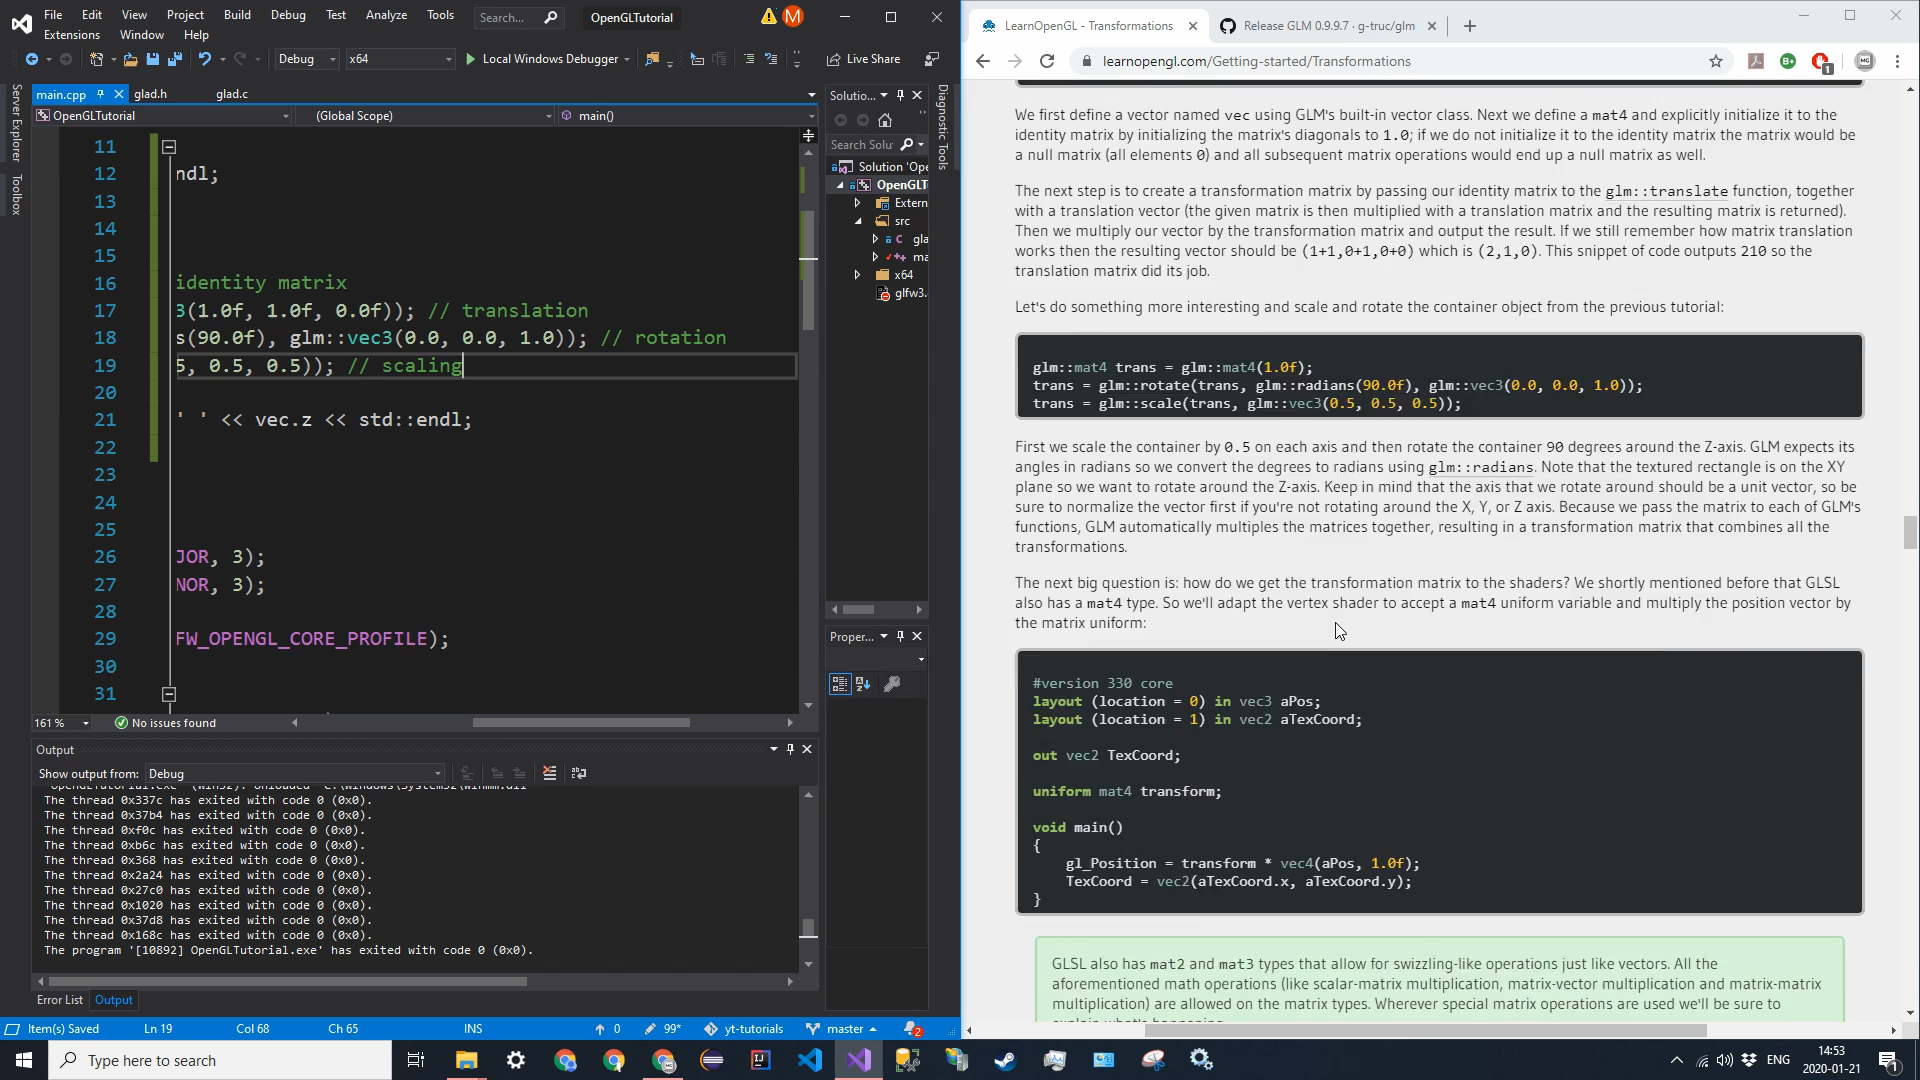 File Edit View Project Build Debug Test Analyze Tools Search... OpenGLTutorial M
Extensions Window Help
Debug x64 Local Windows Debugger Live Share
main.cpp glad.h glad.c
OpenGLTutorial (Global Scope) main()
Server Explorer
Toolbox
11
12 ndl;
13
14
15
16 identity matrix
17 3(1.0f, 1.0f, 0.0f)); // translation
18 s(90.0f), glm::vec3(0.0, 0.0, 1.0)); // rotation
19 5, 0.5, 0.5)); // scaling
20
21 ' ' << vec.z << std::endl;
22
23
24
25
26 JOR, 3);
27 NOR, 3);
28
29 FW_OPENGL_CORE_PROFILE);
30
31
161 % No issues found
Output
Show output from: Debug
The thread 0x337c has exited with code 0 (0x0).
The thread 0x37b4 has exited with code 0 (0x0).
The thread 0xf0c has exited with code 0 (0x0).
The thread 0xb6c has exited with code 0 (0x0).
The thread 0x368 has exited with code 0 (0x0).
The thread 0x2a24 has exited with code 0 (0x0).
The thread 0x27c0 has exited with code 0 (0x0).
The thread 0x1020 has exited with code 0 (0x0).
The thread 0x37d8 has exited with code 0 (0x0).
The thread 0x168c has exited with code 0 (0x0).
The program '[10892] OpenGLTutorial.exe' has exited with code 0 (0x0).
Error List Output
Item(s) Saved Ln 19 Col 68 Ch 65 INS 0 99* yt-tutorials master 2
Solutio...
Search Solu
Solution 'Ope
OpenGLT
Extern
src
gla
ma
x64
glfw3.
Proper...
Diagnostic Tools
LearnOpenGL - Transformations Release GLM 0.9.9.7 · g-truc/glm
learnopengl.com/Getting-started/Transformations
We first define a vector named vec using GLM's built-in vector class. Next we define a mat4 and explicitly initialize it to the
identity matrix by initializing the matrix's diagonals to 1.0; if we do not initialize it to the identity matrix the matrix would be
a null matrix (all elements 0) and all subsequent matrix operations would end up a null matrix as well.
The next step is to create a transformation matrix by passing our identity matrix to the glm::translate function, together
with a translation vector (the given matrix is then multiplied with a translation matrix and the resulting matrix is returned).
Then we multiply our vector by the transformation matrix and output the result. If we still remember how matrix translation
works then the resulting vector should be (1+1,0+1,0+0) which is (2,1,0). This snippet of code outputs 210 so the
translation matrix did its job.
Let's do something more interesting and scale and rotate the container object from the previous tutorial:
glm::mat4 trans = glm::mat4(1.0f);
trans = glm::rotate(trans, glm::radians(90.0f), glm::vec3(0.0, 0.0, 1.0));
trans = glm::scale(trans, glm::vec3(0.5, 0.5, 0.5));
First we scale the container by 0.5 on each axis and then rotate the container 90 degrees around the Z-axis. GLM expects its
angles in radians so we convert the degrees to radians using glm::radians. Note that the textured rectangle is on the XY
plane so we want to rotate around the Z-axis. Keep in mind that the axis that we rotate around should be a unit vector, so be
sure to normalize the vector first if you're not rotating around the X, Y, or Z axis. Because we pass the matrix to each of GLM's
functions, GLM automatically multiples the matrices together, resulting in a transformation matrix that combines all the
transformations.
The next big question is: how do we get the transformation matrix to the shaders? We shortly mentioned before that GLSL
also has a mat4 type. So we'll adapt the vertex shader to accept a mat4 uniform variable and multiply the position vector by
the matrix uniform:
#version 330 core
layout (location = 0) in vec3 aPos;
layout (location = 1) in vec2 aTexCoord;
out vec2 TexCoord;
uniform mat4 transform;
void main()
{
gl_Position = transform * vec4(aPos, 1.0f);
TexCoord = vec2(aTexCoord.x, aTexCoord.y);
}
GLSL also has mat2 and mat3 types that allow for swizzling-like operations just like vectors. All the
aforementioned math operations (like scalar-matrix multiplication, matrix-vector multiplication and matrix-matrix
multiplication) are allowed on the matrix types. Wherever special matrix operations are used we'll be sure to
Type here to search
ENG 14:53
2020-01-21